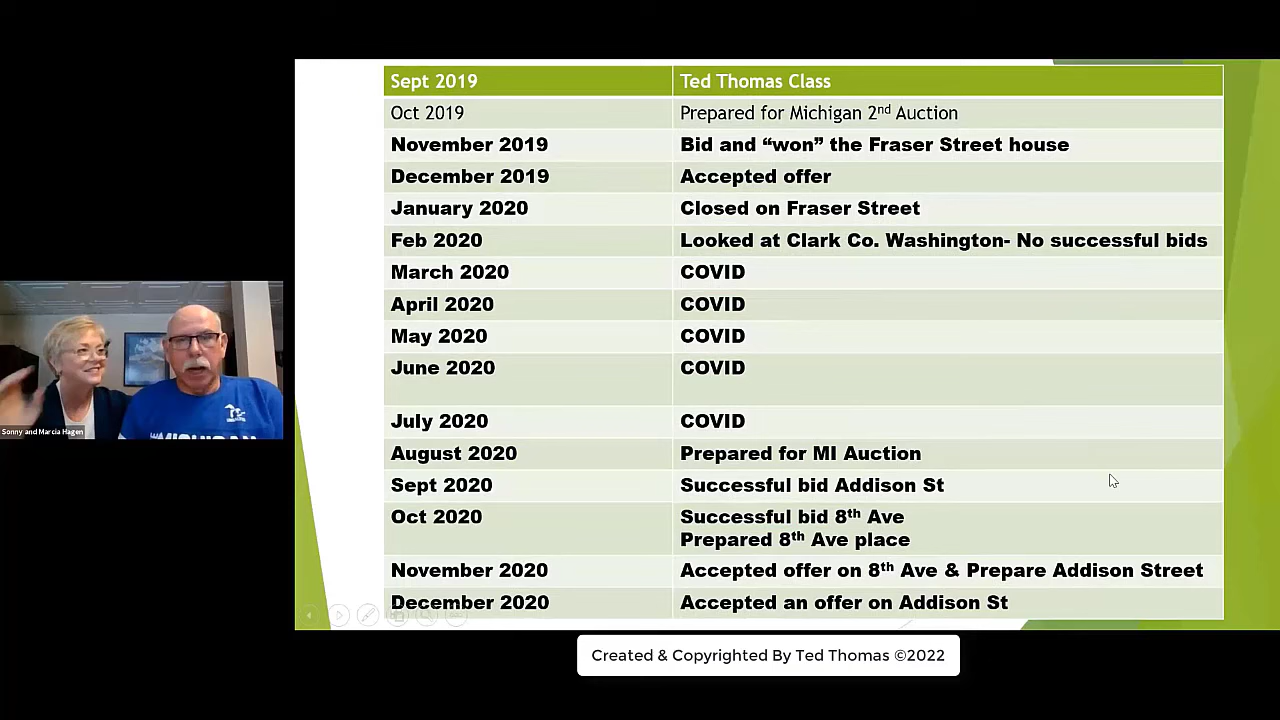 Sept 2019 Ted Thomas Class
Oct 2019 Prepared for Michigan 2nd Auction
November 2019 Bid and “won” the Fraser Street house
December 2019 Accepted offer
January 2020 Closed on Fraser Street
Feb 2020 Looked at Clark Co. Washington- No successful bids
March 2020 COVID
April 2020 COVID
May 2020 COVID
June 2020 COVID
July 2020 COVID
August 2020 Prepared for MI Auction
Sept 2020 Successful bid Addison St
Oct 2020 Successful bid 8th Ave
Prepared 8th Ave place
November 2020 Accepted offer on 8th Ave & Prepare Addison Street
December 2020 Accepted an offer on Addison St
Sonny and Marcia Hagen
MICHIGAN
Created & Copyrighted By Ted Thomas ©2022